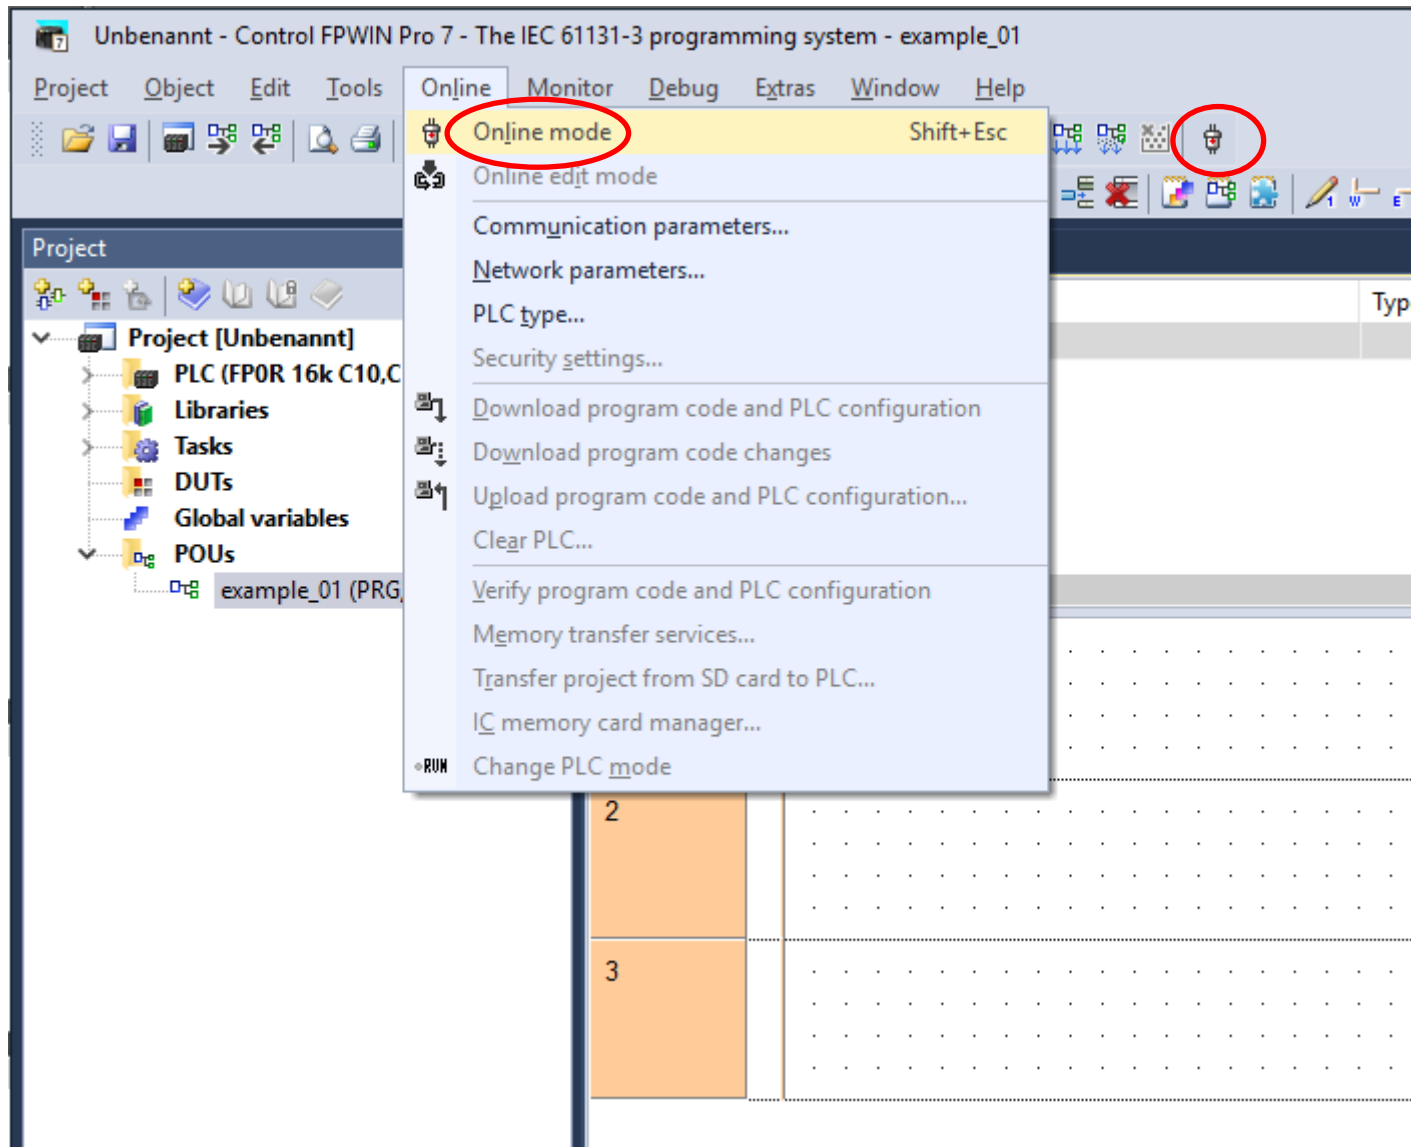 Unbenannt - Control FPWIN Pro 7 - The IEC 61131-3 programming system - example_01
Project Object Edit Tools Online Monitor Debug Extras Window Help
Online mode Shift+Esc
Online edit mode
Communication parameters...
Network parameters...
PLC type...
Security settings...
Download program code and PLC configuration
Download program code changes
Upload program code and PLC configuration...
Clear PLC...
Verify program code and PLC configuration
Memory transfer services...
Transfer project from SD card to PLC...
IC memory card manager...
RUN Change PLC mode
Project
Project [Unbenannt]
PLC (FP0R 16k C10,C
Libraries
Tasks
DUTs
Global variables
POUs
example_01 (PRG,
Typ
2
3